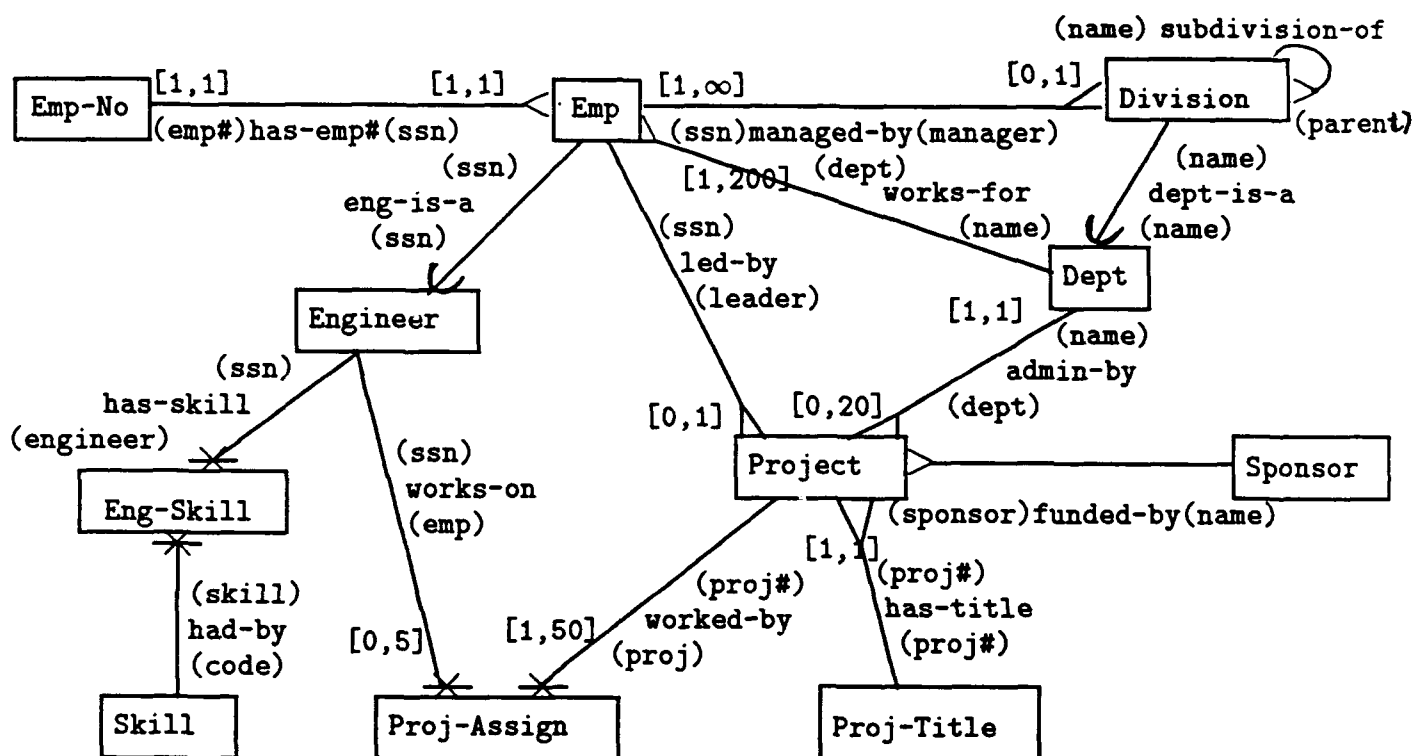 (name) subdivision-of
[1,1] [1,1] [1,∞] [0,1]
Emp-No Emp Division
(emp#)has-emp#(ssn) (ssn)managed-by(manager) (parent)
(ssn) [1,200] (dept) (name)
eng-is-a works-for dept-is-a
(ssn) (ssn) (name) (name)
led-by Dept
(leader)
Engineer [1,1] (name)
(ssn) admin-by
has-skill [0,1] [0,20] (dept)
(engineer) (ssn) Project Sponsor
works-on
Eng-Skill (emp) (sponsor)funded-by(name)
[1,1]
(skill) (proj#) (proj#)
had-by [0,5] [1,50] worked-by has-title
(code) (proj) (proj#)
Skill Proj-Assign Proj-Title